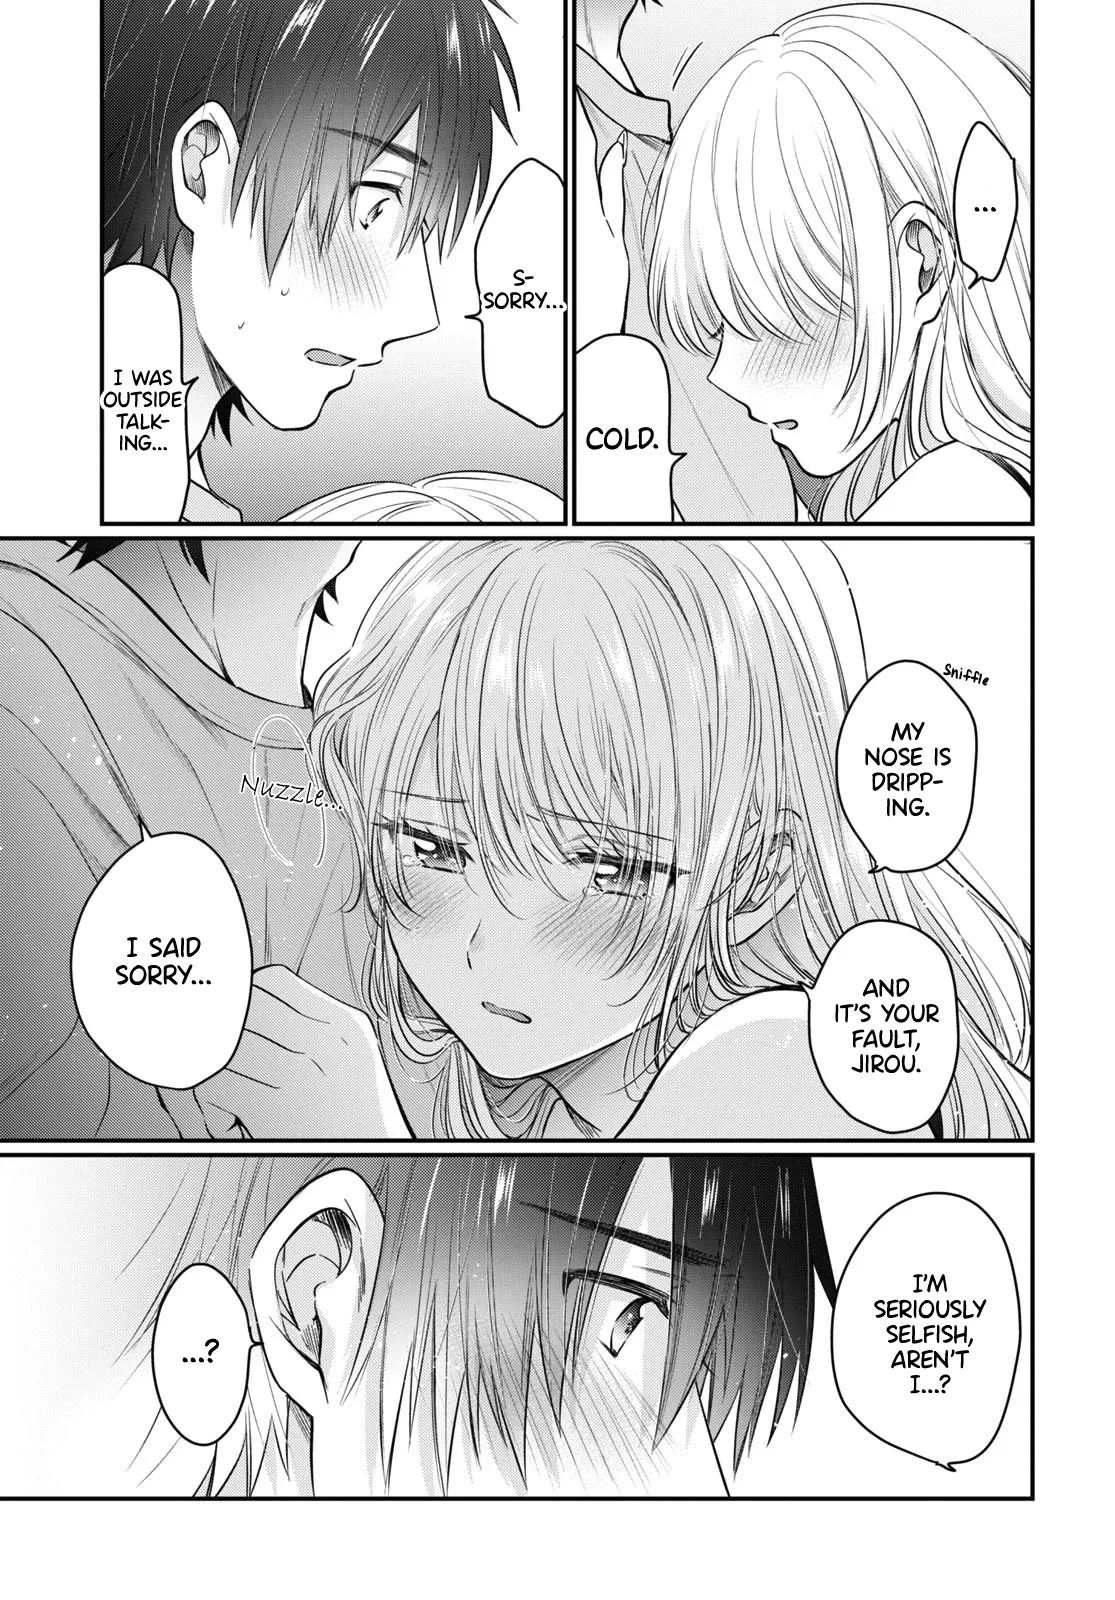 ...
COLD.
S-
SORRY...
I WAS
OUTSIDE
TALK-
ING...
Sniffle
MY
NOSE IS
DRIPP-
ING.
AND
IT'S YOUR
FAULT,
JIROU.
Nuzzle...
I SAID
SORRY...
I'M
SERIOUSLY
SELFISH,
AREN'T
I...?
...?